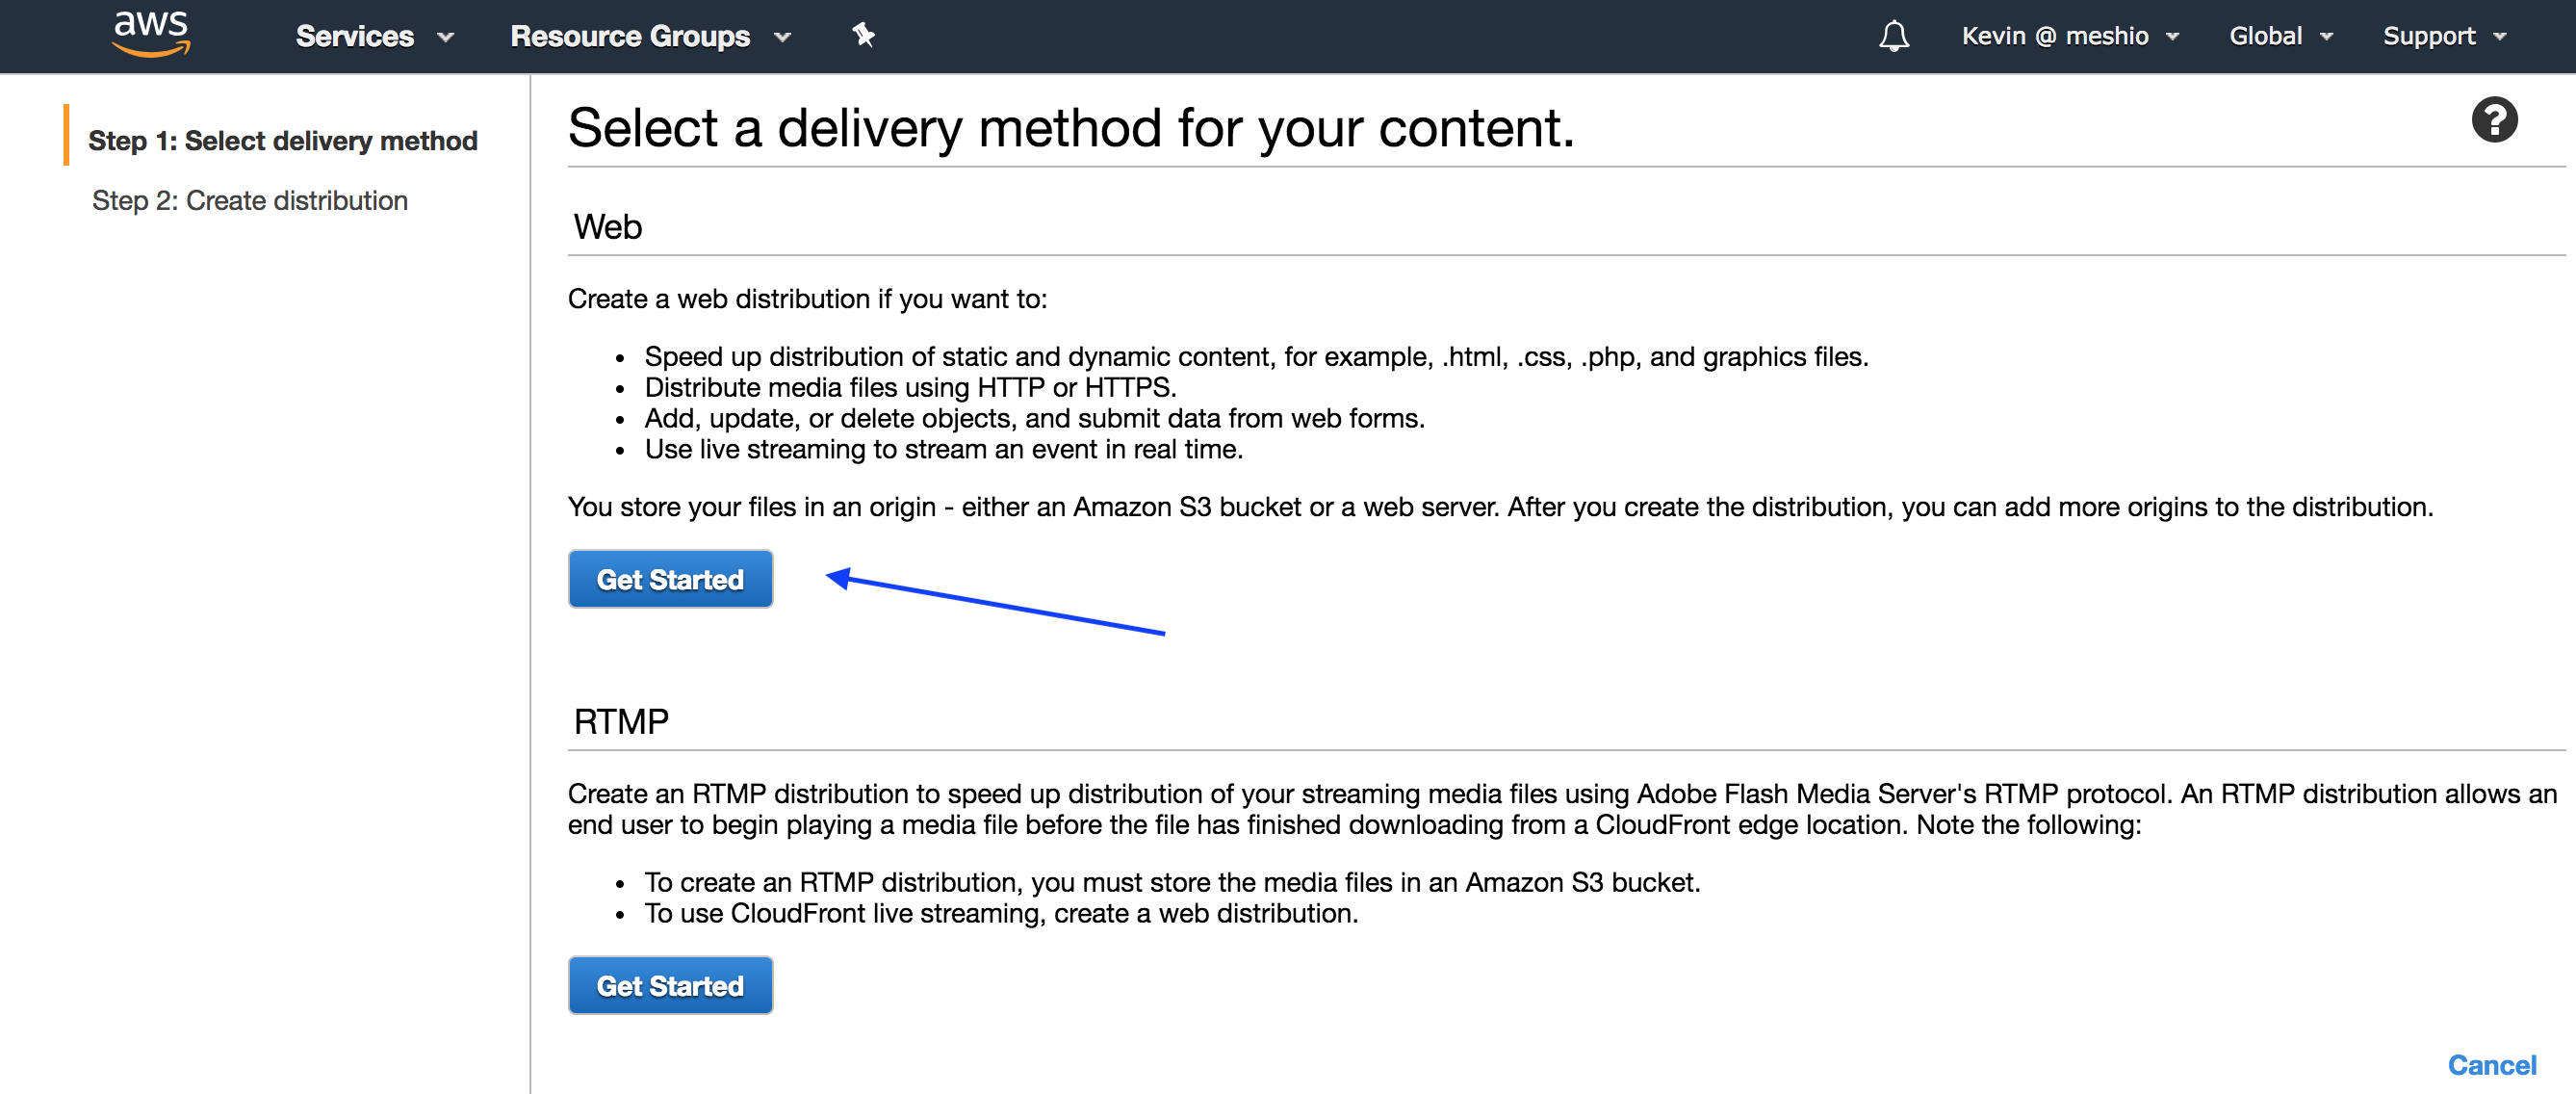 aws
Services
Resource Groups
Kevin @ meshio
Global
Support
Step 1: Select delivery method
Step 2: Create distribution
Select a delivery method for your content.
?
Web
Create a web distribution if you want to:
• Speed up distribution of static and dynamic content, for example, .html, .css, .php, and graphics files.
• Distribute media files using HTTP or HTTPS.
• Add, update, or delete objects, and submit data from web forms.
• Use live streaming to stream an event in real time.
You store your files in an origin - either an Amazon S3 bucket or a web server. After you create the distribution, you can add more origins to the distribution.
Get Started
RTMP
Create an RTMP distribution to speed up distribution of your streaming media files using Adobe Flash Media Server's RTMP protocol. An RTMP distribution allows an
end user to begin playing a media file before the file has finished downloading from a CloudFront edge location. Note the following:
• To create an RTMP distribution, you must store the media files in an Amazon S3 bucket.
• To use CloudFront live streaming, create a web distribution.
Get Started
Cancel